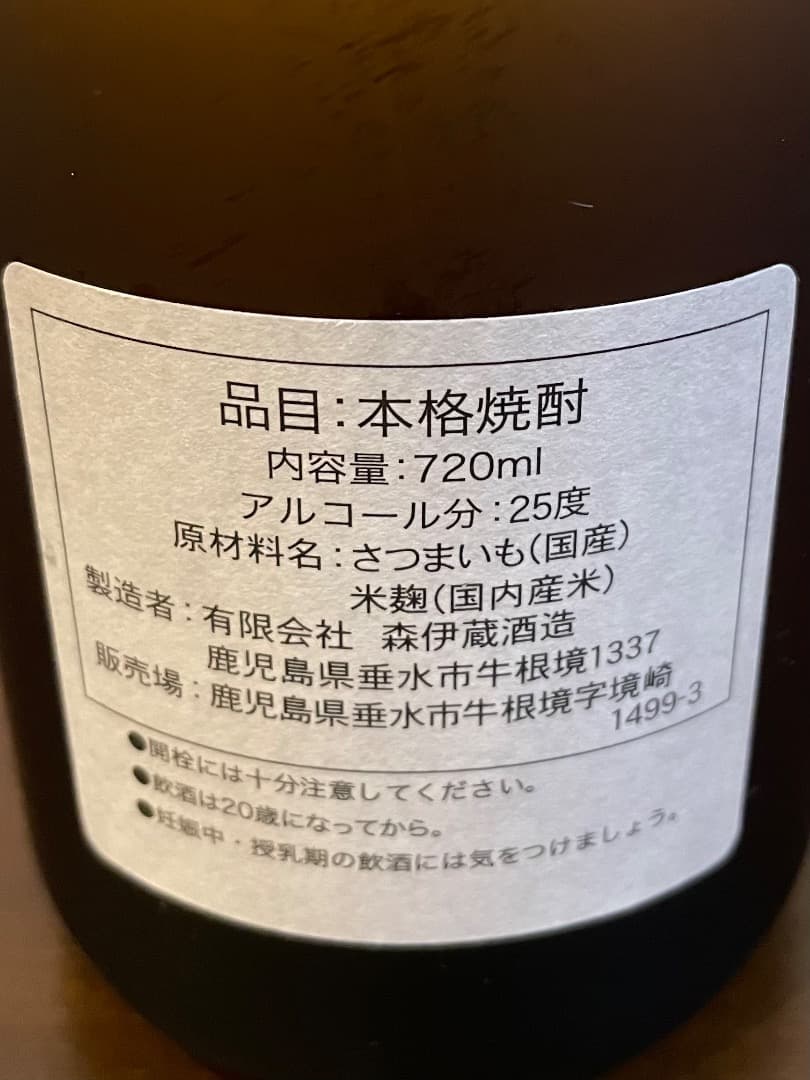 品目:本格焼酎
内容量:720ml
アルコール分:25度
原材料名:さつまいも(国産)
米麹(国内産米)
製造者:有限会社 森伊蔵酒造
鹿児島県垂水市牛根境1337
販売場:鹿児島県垂水市牛根境字境崎
1499-3
●開栓には十分注意してください。
●飲酒は20歳になってから。
●妊娠中・授乳期の飲酒には気をつけましょう。